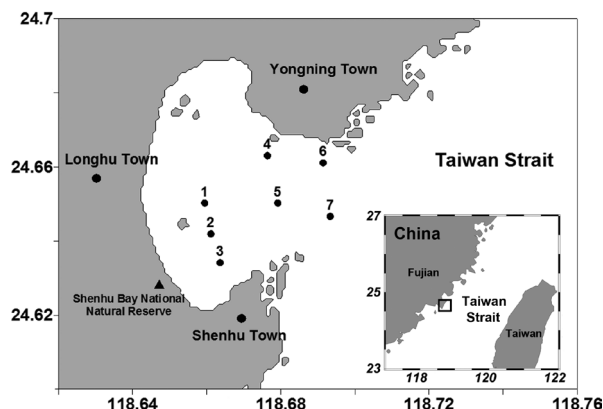 24.7
Yongning Town
4
6
Taiwan Strait
24.66
Longhu Town
1
5
7
2
3
27
China
Fujian
25
Taiwan
Strait
Taiwan
23
118
120
122
Shenhu Bay National
Natural Reserve
24.62
Shenhu Town
118.64
118.68
118.72
118.76